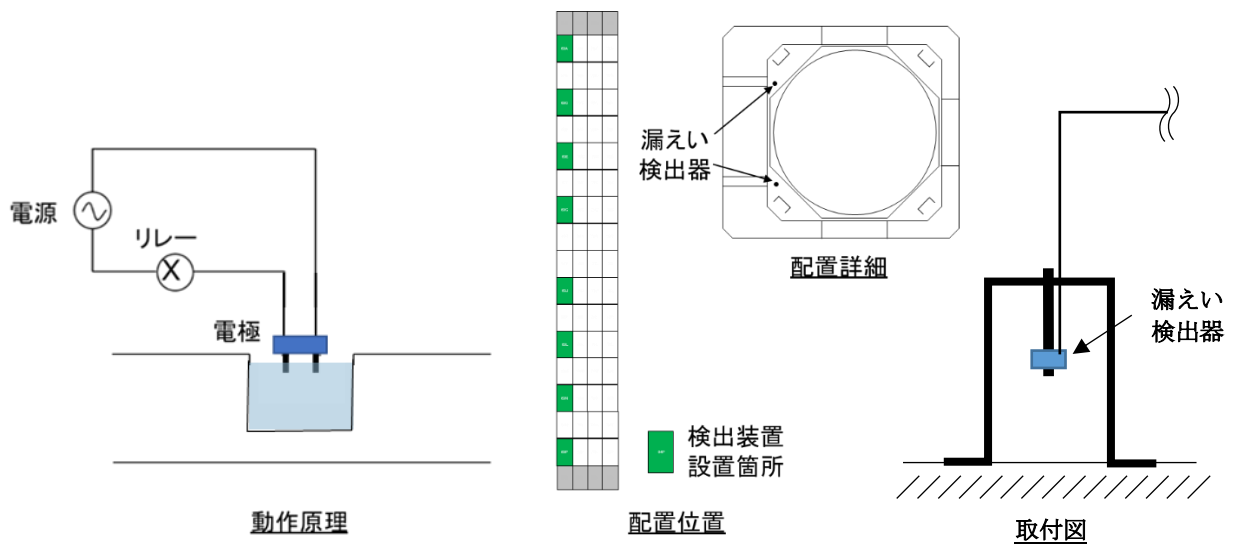 電源
リレー
X
電極
動作原理
検出装置
設置箇所
配置位置
漏えい
検出器
配置詳細
漏えい
検出器
取付図